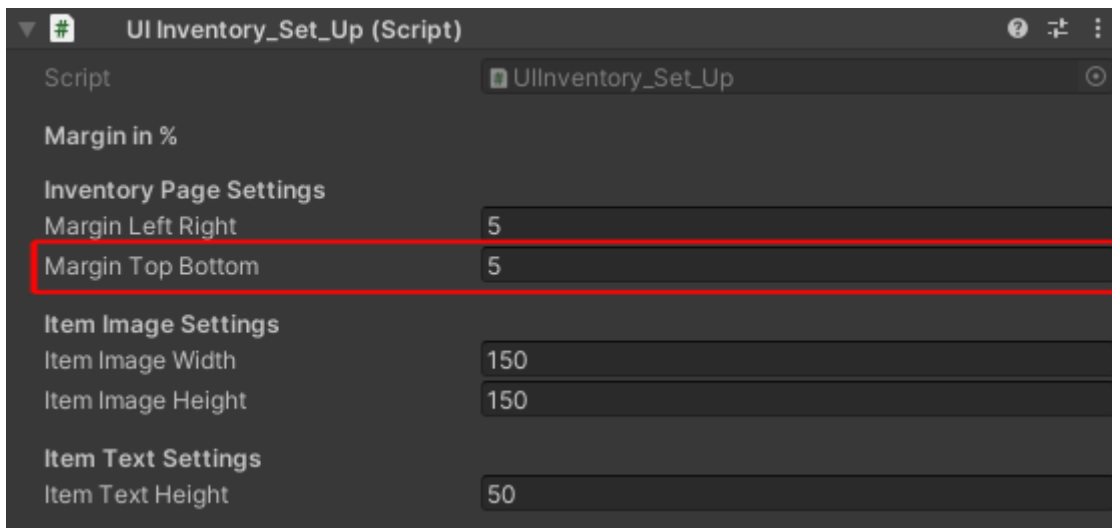 # UI Inventory_Set_Up (Script)
Script # UIInventory_Set_Up
Margin in %
Inventory Page Settings
Margin Left Right 5
Margin Top Bottom 5
Item Image Settings
Item Image Width 150
Item Image Height 150
Item Text Settings
Item Text Height 50